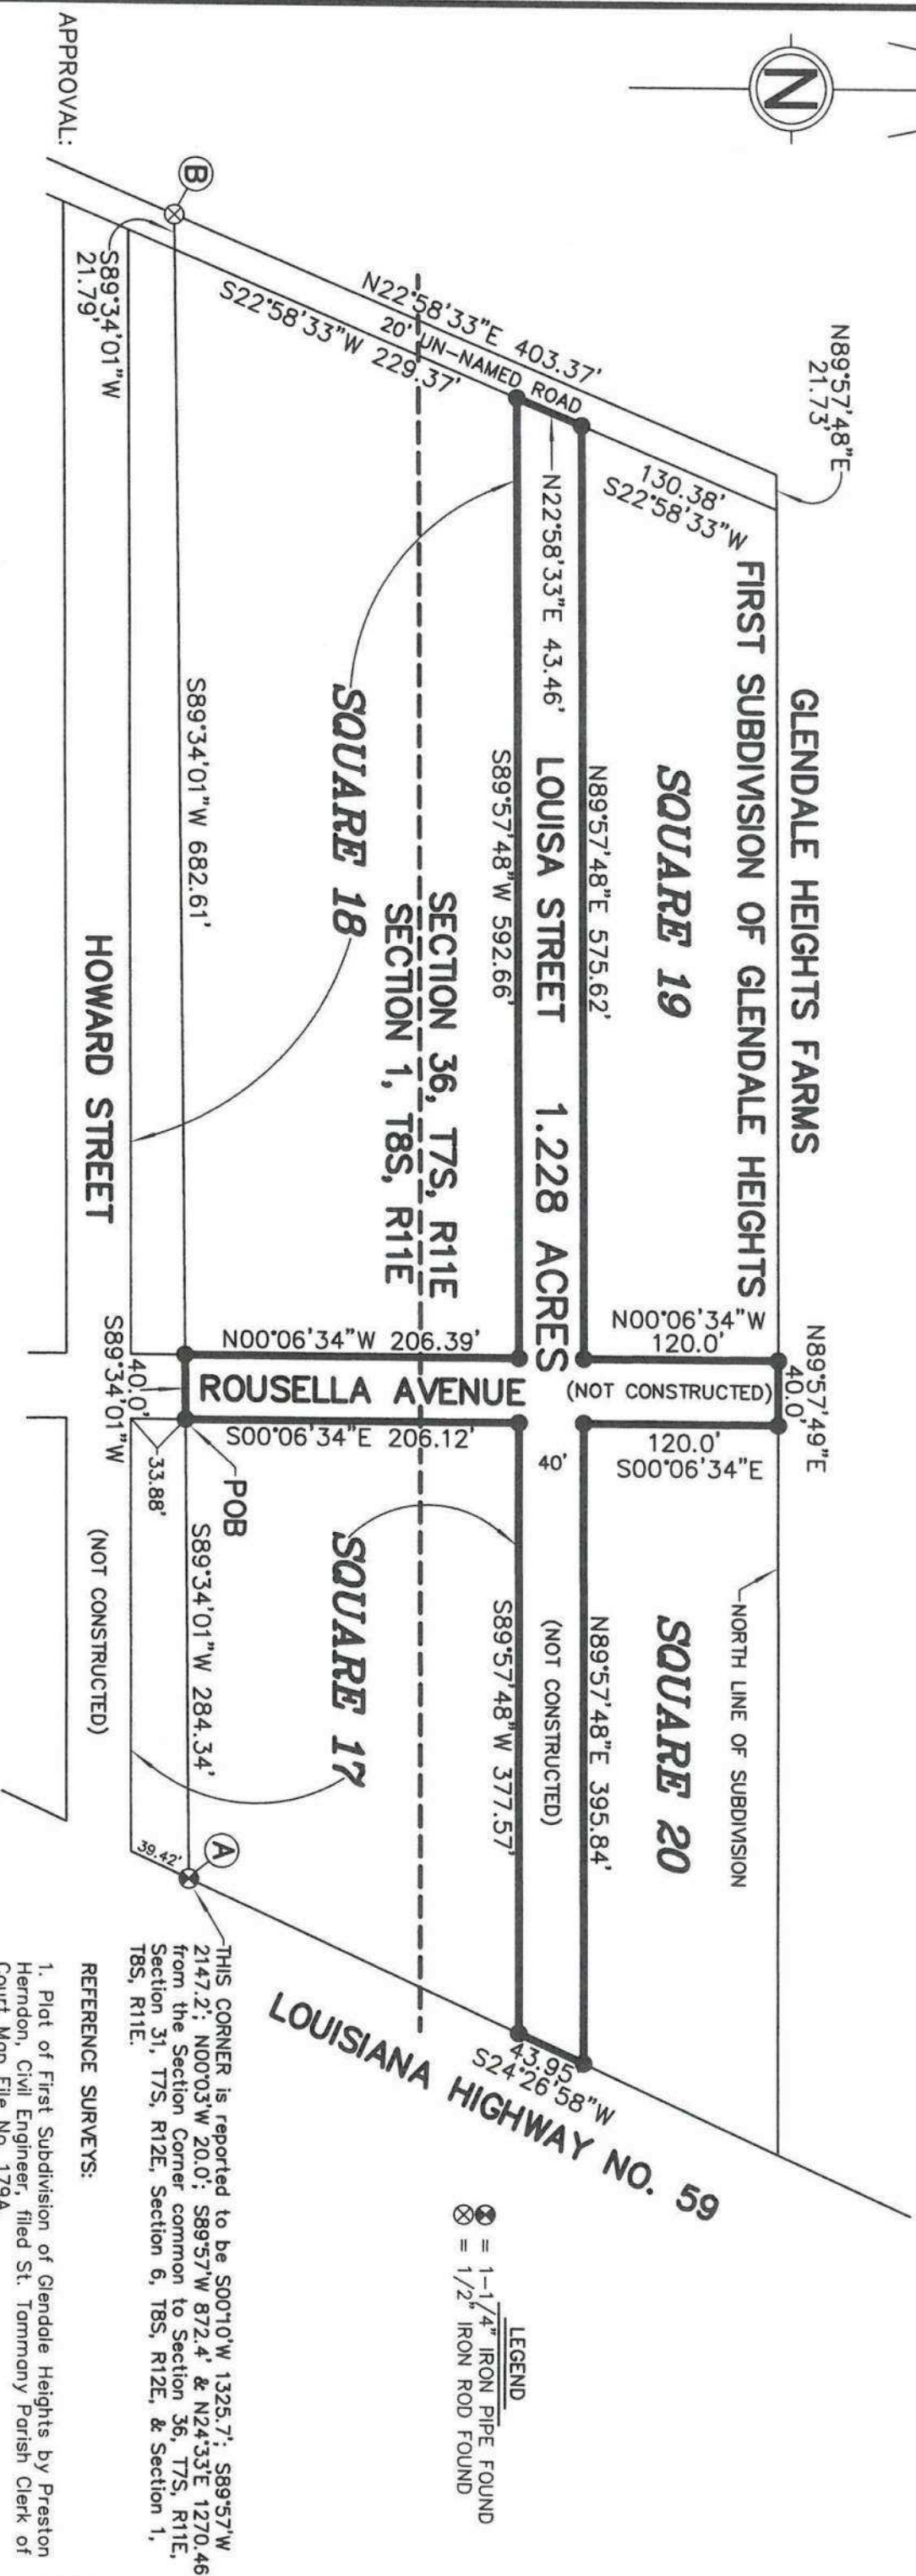 N
N89°57'48"E
21.73'
GLENDALE HEIGHTS FARMS
FIRST SUBDIVISION OF GLENDALE HEIGHTS
N89°57'49"E
40.0'
NORTH LINE OF SUBDIVISION
130.38'
S22°58'33"W
SQUARE 19
N00°06'34"W
120.0'
(NOT CONSTRUCTED)
120.0'
S00°06'34"E
SQUARE 20
N22°58'33"E 403.37'
20' UN-NAMED ROAD
S22°58'33"W 229.37'
N89°57'48"E 575.62'
N89°57'48"E 395.84'
N22°58'33"E 43.46'
LOUISA STREET
1.228 ACRES
40'
(NOT CONSTRUCTED)
43.95'
S24°26'58"W
S89°57'48"W 592.66'
S89°57'48"W 377.57'
LOUISIANA HIGHWAY NO. 59
SECTION 36, T7S, R11E
SECTION 1, T8S, R11E
SQUARE 18
N00°06'34"W 206.39'
ROUSELLA AVENUE
S00°06'34"E 206.12'
SQUARE 17
B
S89°34'01"W 682.61'
POB
S89°34'01"W 284.34'
A
S89°34'01"W
21.79'
40.0'
S89°34'01"W
33.88'
39.42'
HOWARD STREET
(NOT CONSTRUCTED)
APPROVAL:
LEGEND
= 1-1/4" IRON PIPE FOUND
= 1/2" IRON ROD FOUND
THIS CORNER is reported to be S00°10'W 1325.7'; S89°57'W
2147.2'; N00°03'W 20.0'; S89°57'W 872.4' & N24°33'E 1270.46
from the Section Corner common to Section 36, T7S, R11E,
Section 31, T7S, R12E, Section 6, T8S, R12E, & Section 1,
T8S, R11E.
REFERENCE SURVEYS:
1. Plat of First Subdivision of Glendale Heights by Preston
Herndon, Civil Engineer, filed St. Tammany Parish Clerk of
Court Map File No. 179A